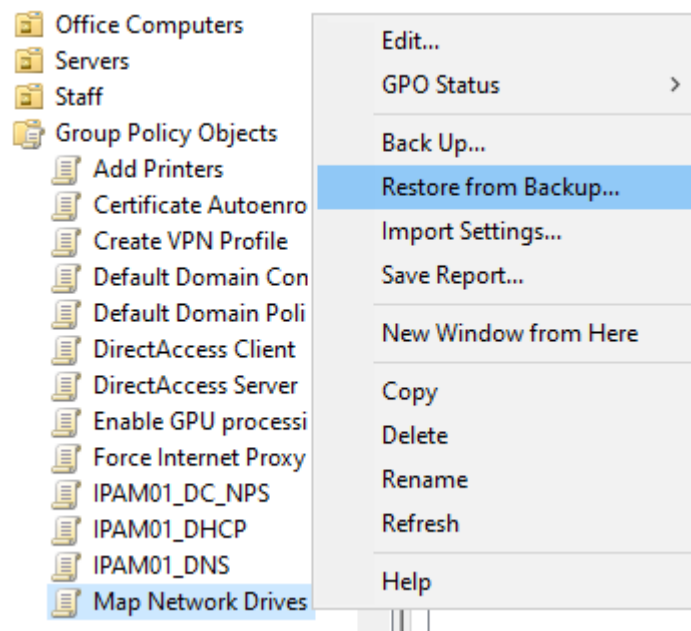 Office Computers
Servers
Staff
Group Policy Objects
Add Printers
Certificate Autoenro
Create VPN Profile
Default Domain Con
Default Domain Poli
DirectAccess Client
DirectAccess Server
Enable GPU processi
Force Internet Proxy
IPAM01_DC_NPS
IPAM01_DHCP
IPAM01_DNS
Map Network Drives
Edit...
GPO Status
Back Up...
Restore from Backup...
Import Settings...
Save Report...
New Window from Here
Copy
Delete
Rename
Refresh
Help